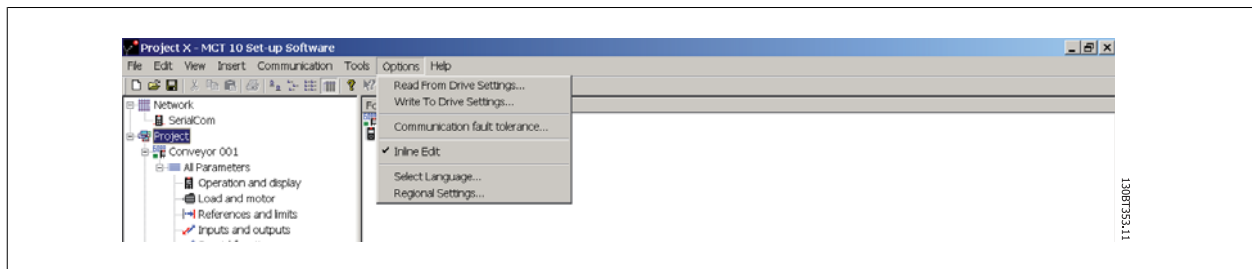 Project X - MCT 10 Set-up Software
File Edit View Insert Communication Tools Options Help
Read From Drive Settings...
Write To Drive Settings...
Communication fault tolerance...
Inline Edit
Select Language...
Regional Settings...
Network
SerialCom
Project
Conveyor 001
All Parameters
Operation and display
Load and motor
References and limits
Inputs and outputs
130BT353.11